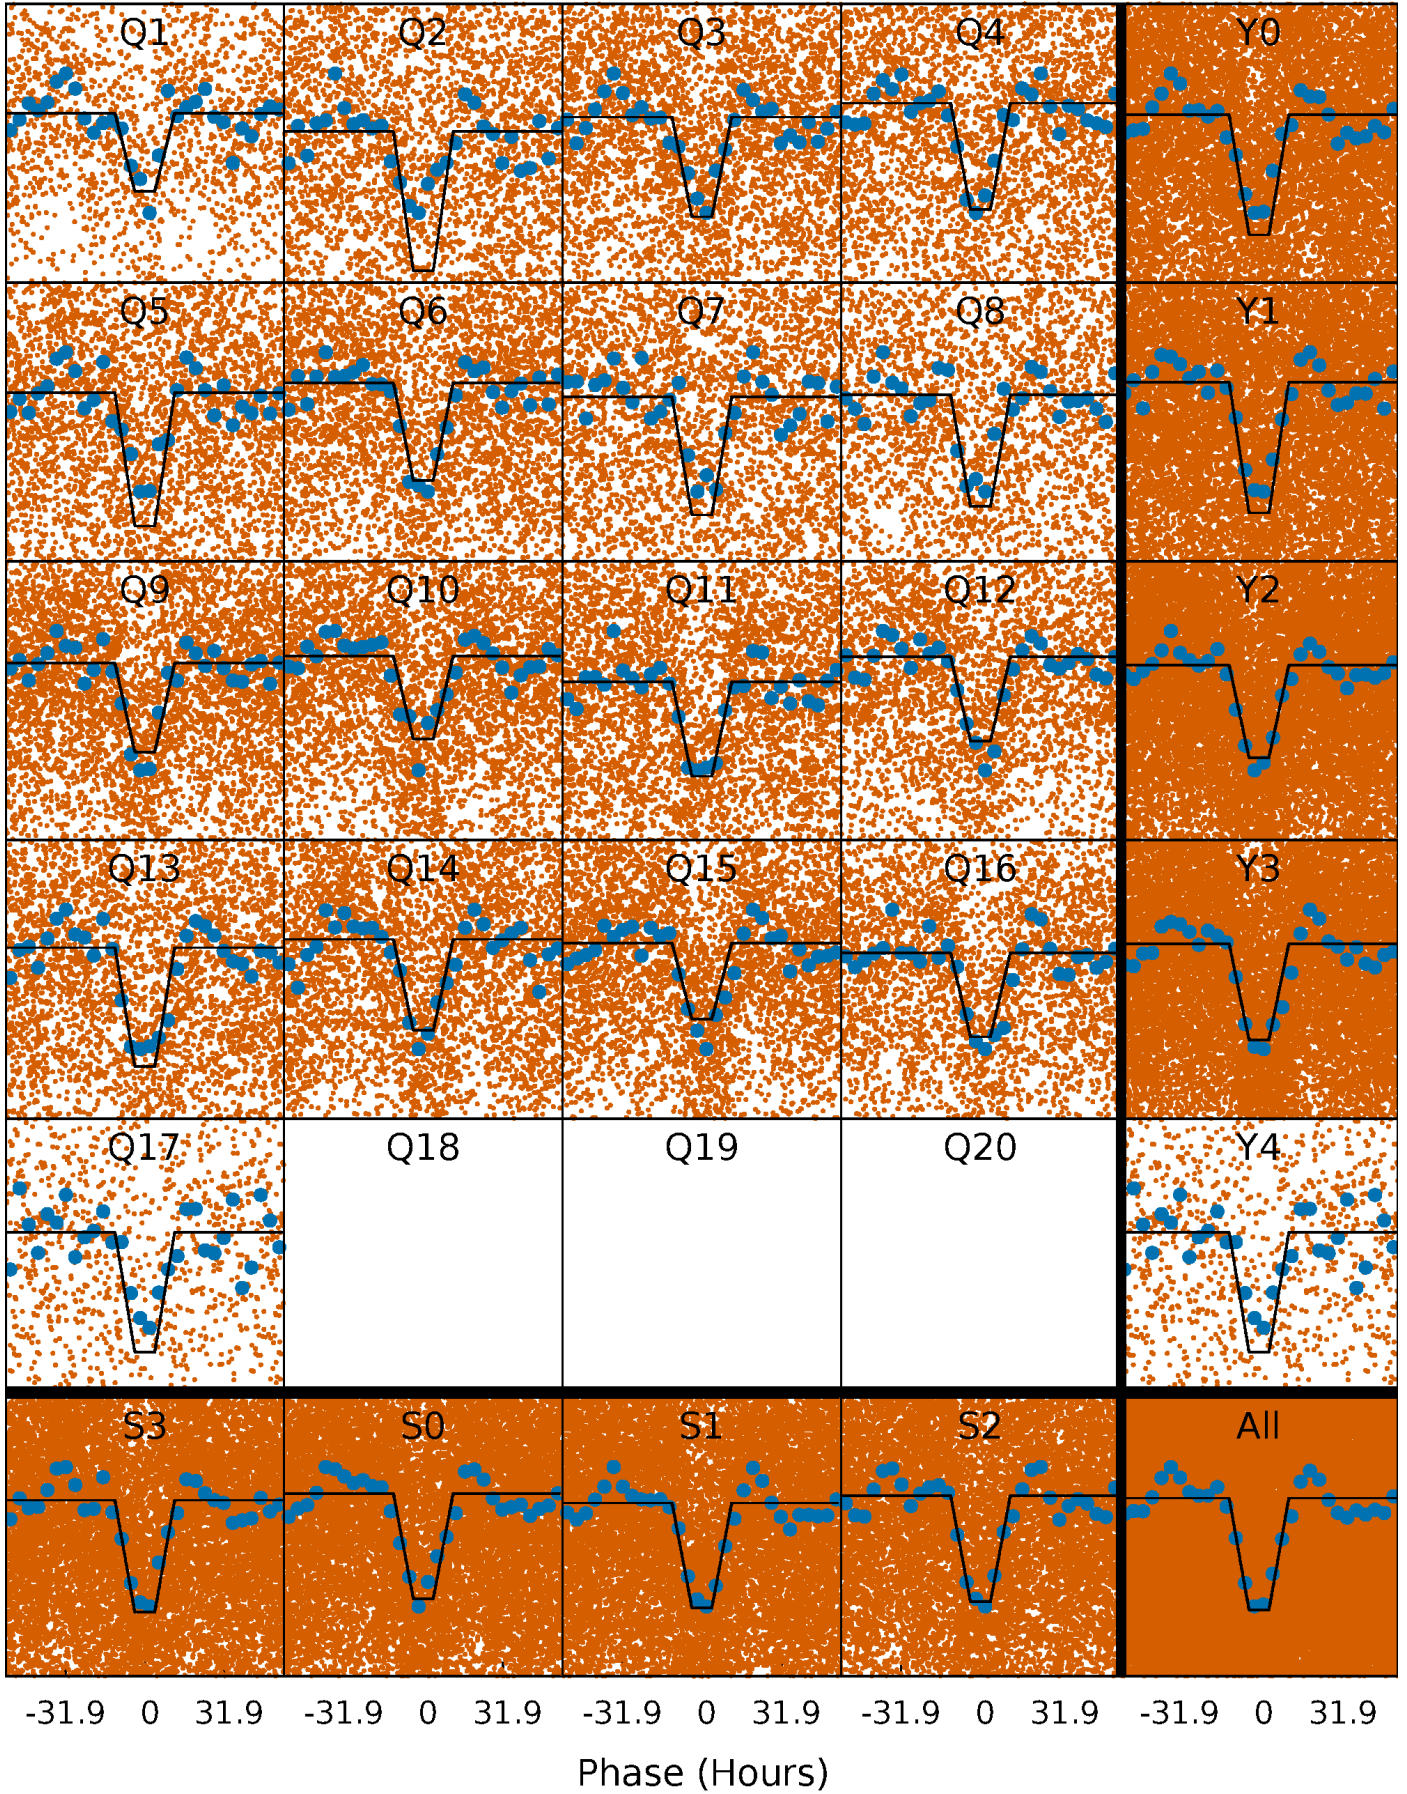 Q1 Q2 Q3 Q4 Y0
Q5 Q6 Q7 Q8 Y1
Q9 Q10 Q11 Q12 Y2
Q13 Q14 Q15 Q16 Y3
Q17 Q18 Q19 Q20 Y4
S3 S0 S1 S2 All
-31.9 0 31.9 -31.9 0 31.9 -31.9 0 31.9 -31.9 0 31.9 -31.9 0 31.9
Phase (Hours)